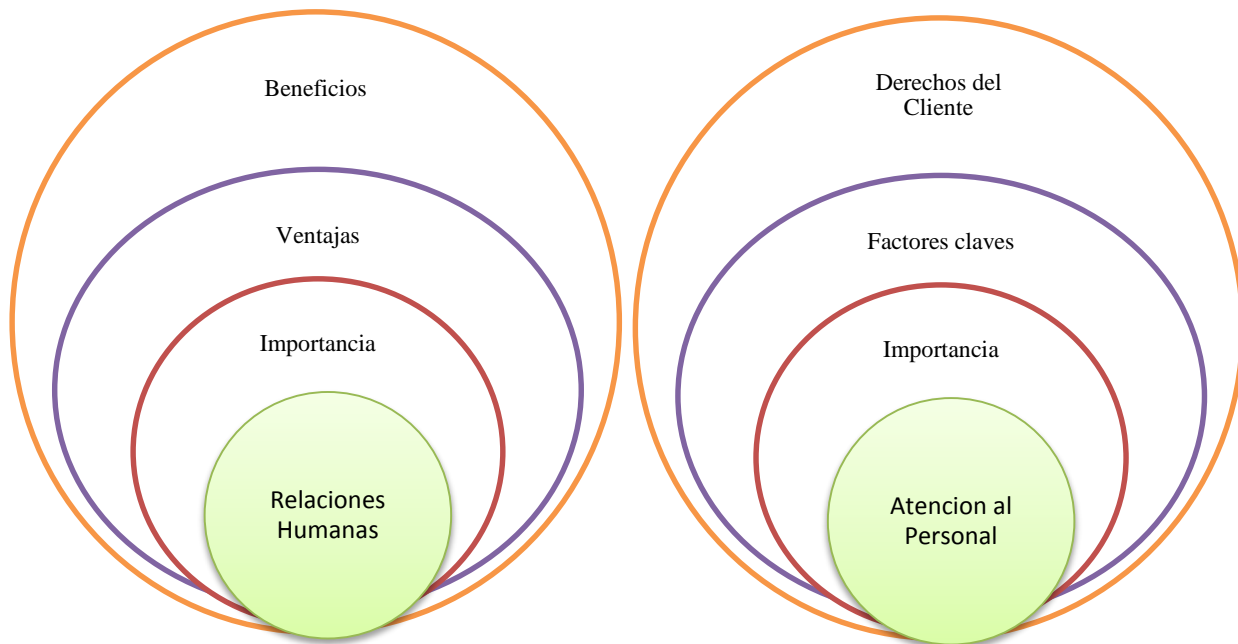 Beneficios
Ventajas
Importancia
Relaciones
Humanas
Derechos del
Cliente
Factores claves
Importancia
Atencion al
Personal